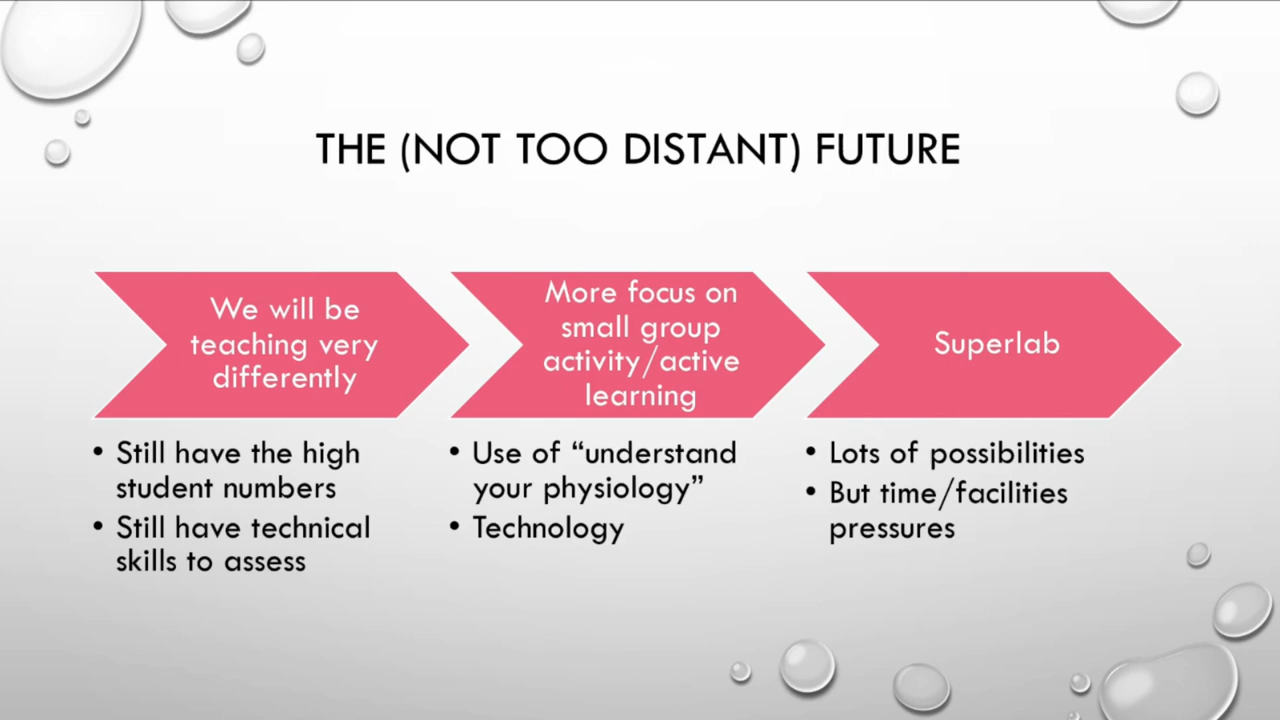 THE (NOT TOO DISTANT) FUTURE
We will be
teaching very
differently
• Still have the high
student numbers
• Still have technical
skills to assess
More focus on
small group
activity/active
learning
• Use of “understand
your physiology”
• Technology
Superlab
• Lots of possibilities
• But time/facilities
pressures